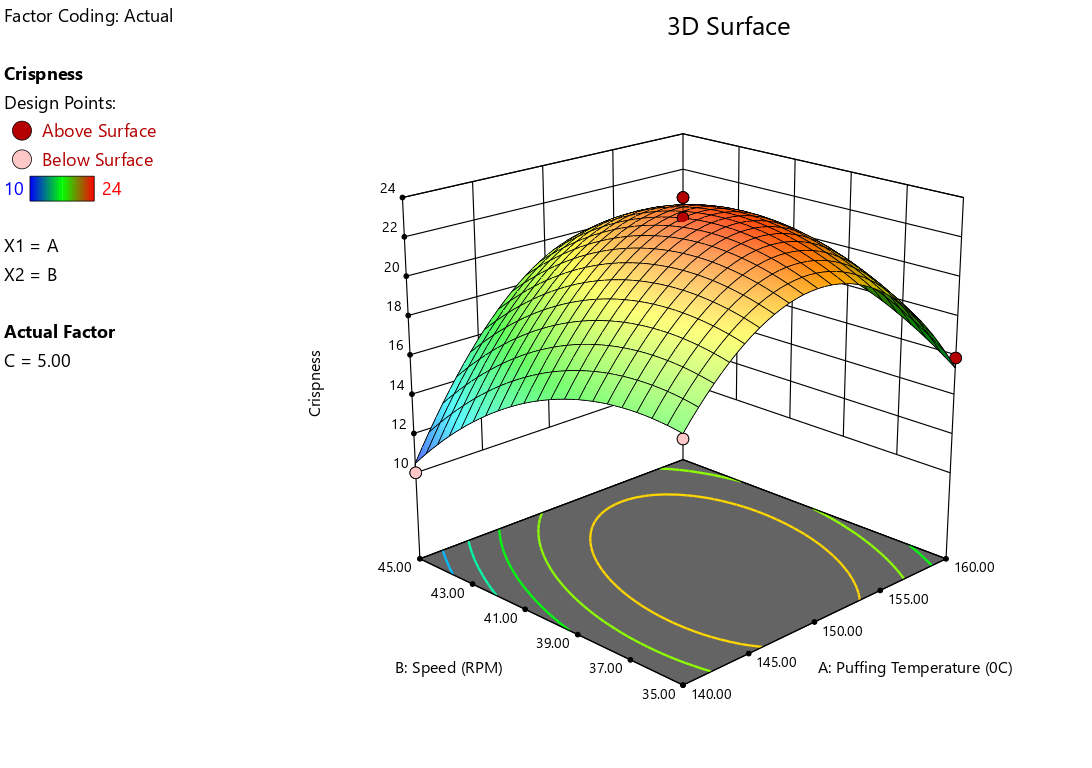 Factor Coding: Actual
3D Surface
Crispness
Design Points:
Above Surface
Below Surface
10 24
X1 = A
X2 = B
Actual Factor
C = 5.00
24
22
20
18
16
14
12
10
Crispness
45.00
43.00
41.00
39.00
37.00
35.00
B: Speed (RPM)
140.00
145.00
150.00
155.00
160.00
A: Puffing Temperature (0C)